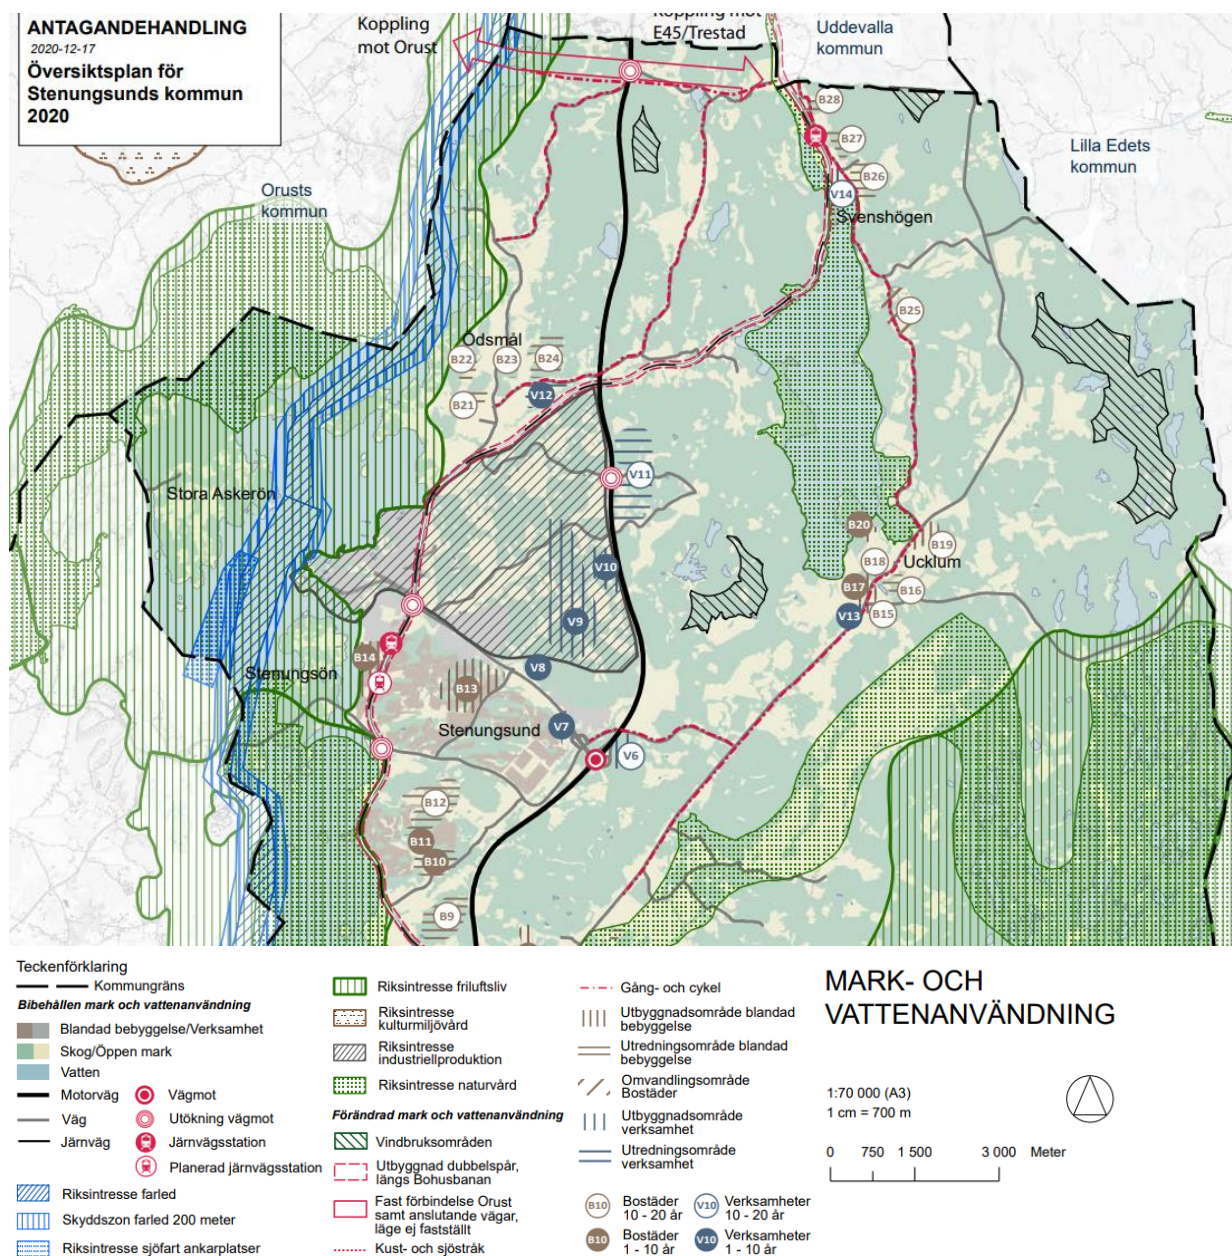 ANTAGANDEHANDLING
2020-12-17
Översiktsplan för
Stenungsunds kommun
2020
Koppling
mot Orust
Koppling mot
E45/Trestad
Uddevalla
kommun
Lilla Edets
kommun
Orusts
kommun
B28
B27
B26
V14
Svenshögen
B25
Ödsmål
B22
B23
B24
B21
V12
V11
Stora Askerön
B20
B19
B18
Ucklum
V10
B17
B16
B15
V13
V9
B14
V8
Stenungsön
B13
V7
Stenungsund
V6
B12
B11
B10
B9
Teckenförklaring
Kommungräns
Bibehållen mark och vattenanvändning
Blandad bebyggelse/Verksamhet
Skog/Öppen mark
Vatten
Motorväg
Vägmot
Väg
Utökning vägmot
Järnväg
Järnvägsstation
Planerad järnvägsstation
Riksintresse farled
Skyddszon farled 200 meter
Riksintresse sjöfart ankarplatser
Riksintresse friluftsliv
Riksintresse
kulturmiljövård
Riksintresse
industriellproduktion
Riksintresse naturvård
Förändrad mark och vattenanvändning
Vindbruksområden
Utbyggnad dubbelspår,
längs Bohusbanan
Fast förbindelse Orust
samt anslutande vägar,
läge ej fastställt
Kust- och sjöstråk
Gång- och cykel
Utbyggnadsområde blandad
bebyggelse
Utredningsområde blandad
bebyggelse
Omvandlingsområde
Bostäder
Utbyggnadsområde
verksamhet
Utredningsområde
verksamhet
B10
Bostäder
10 - 20 år
V10
Verksamheter
10 - 20 år
B10
Bostäder
1 - 10 år
V10
Verksamheter
1 - 10 år
MARK- OCH
VATTENANVÄNDNING
1:70 000 (A3)
1 cm = 700 m
0 750 1 500 3 000 Meter